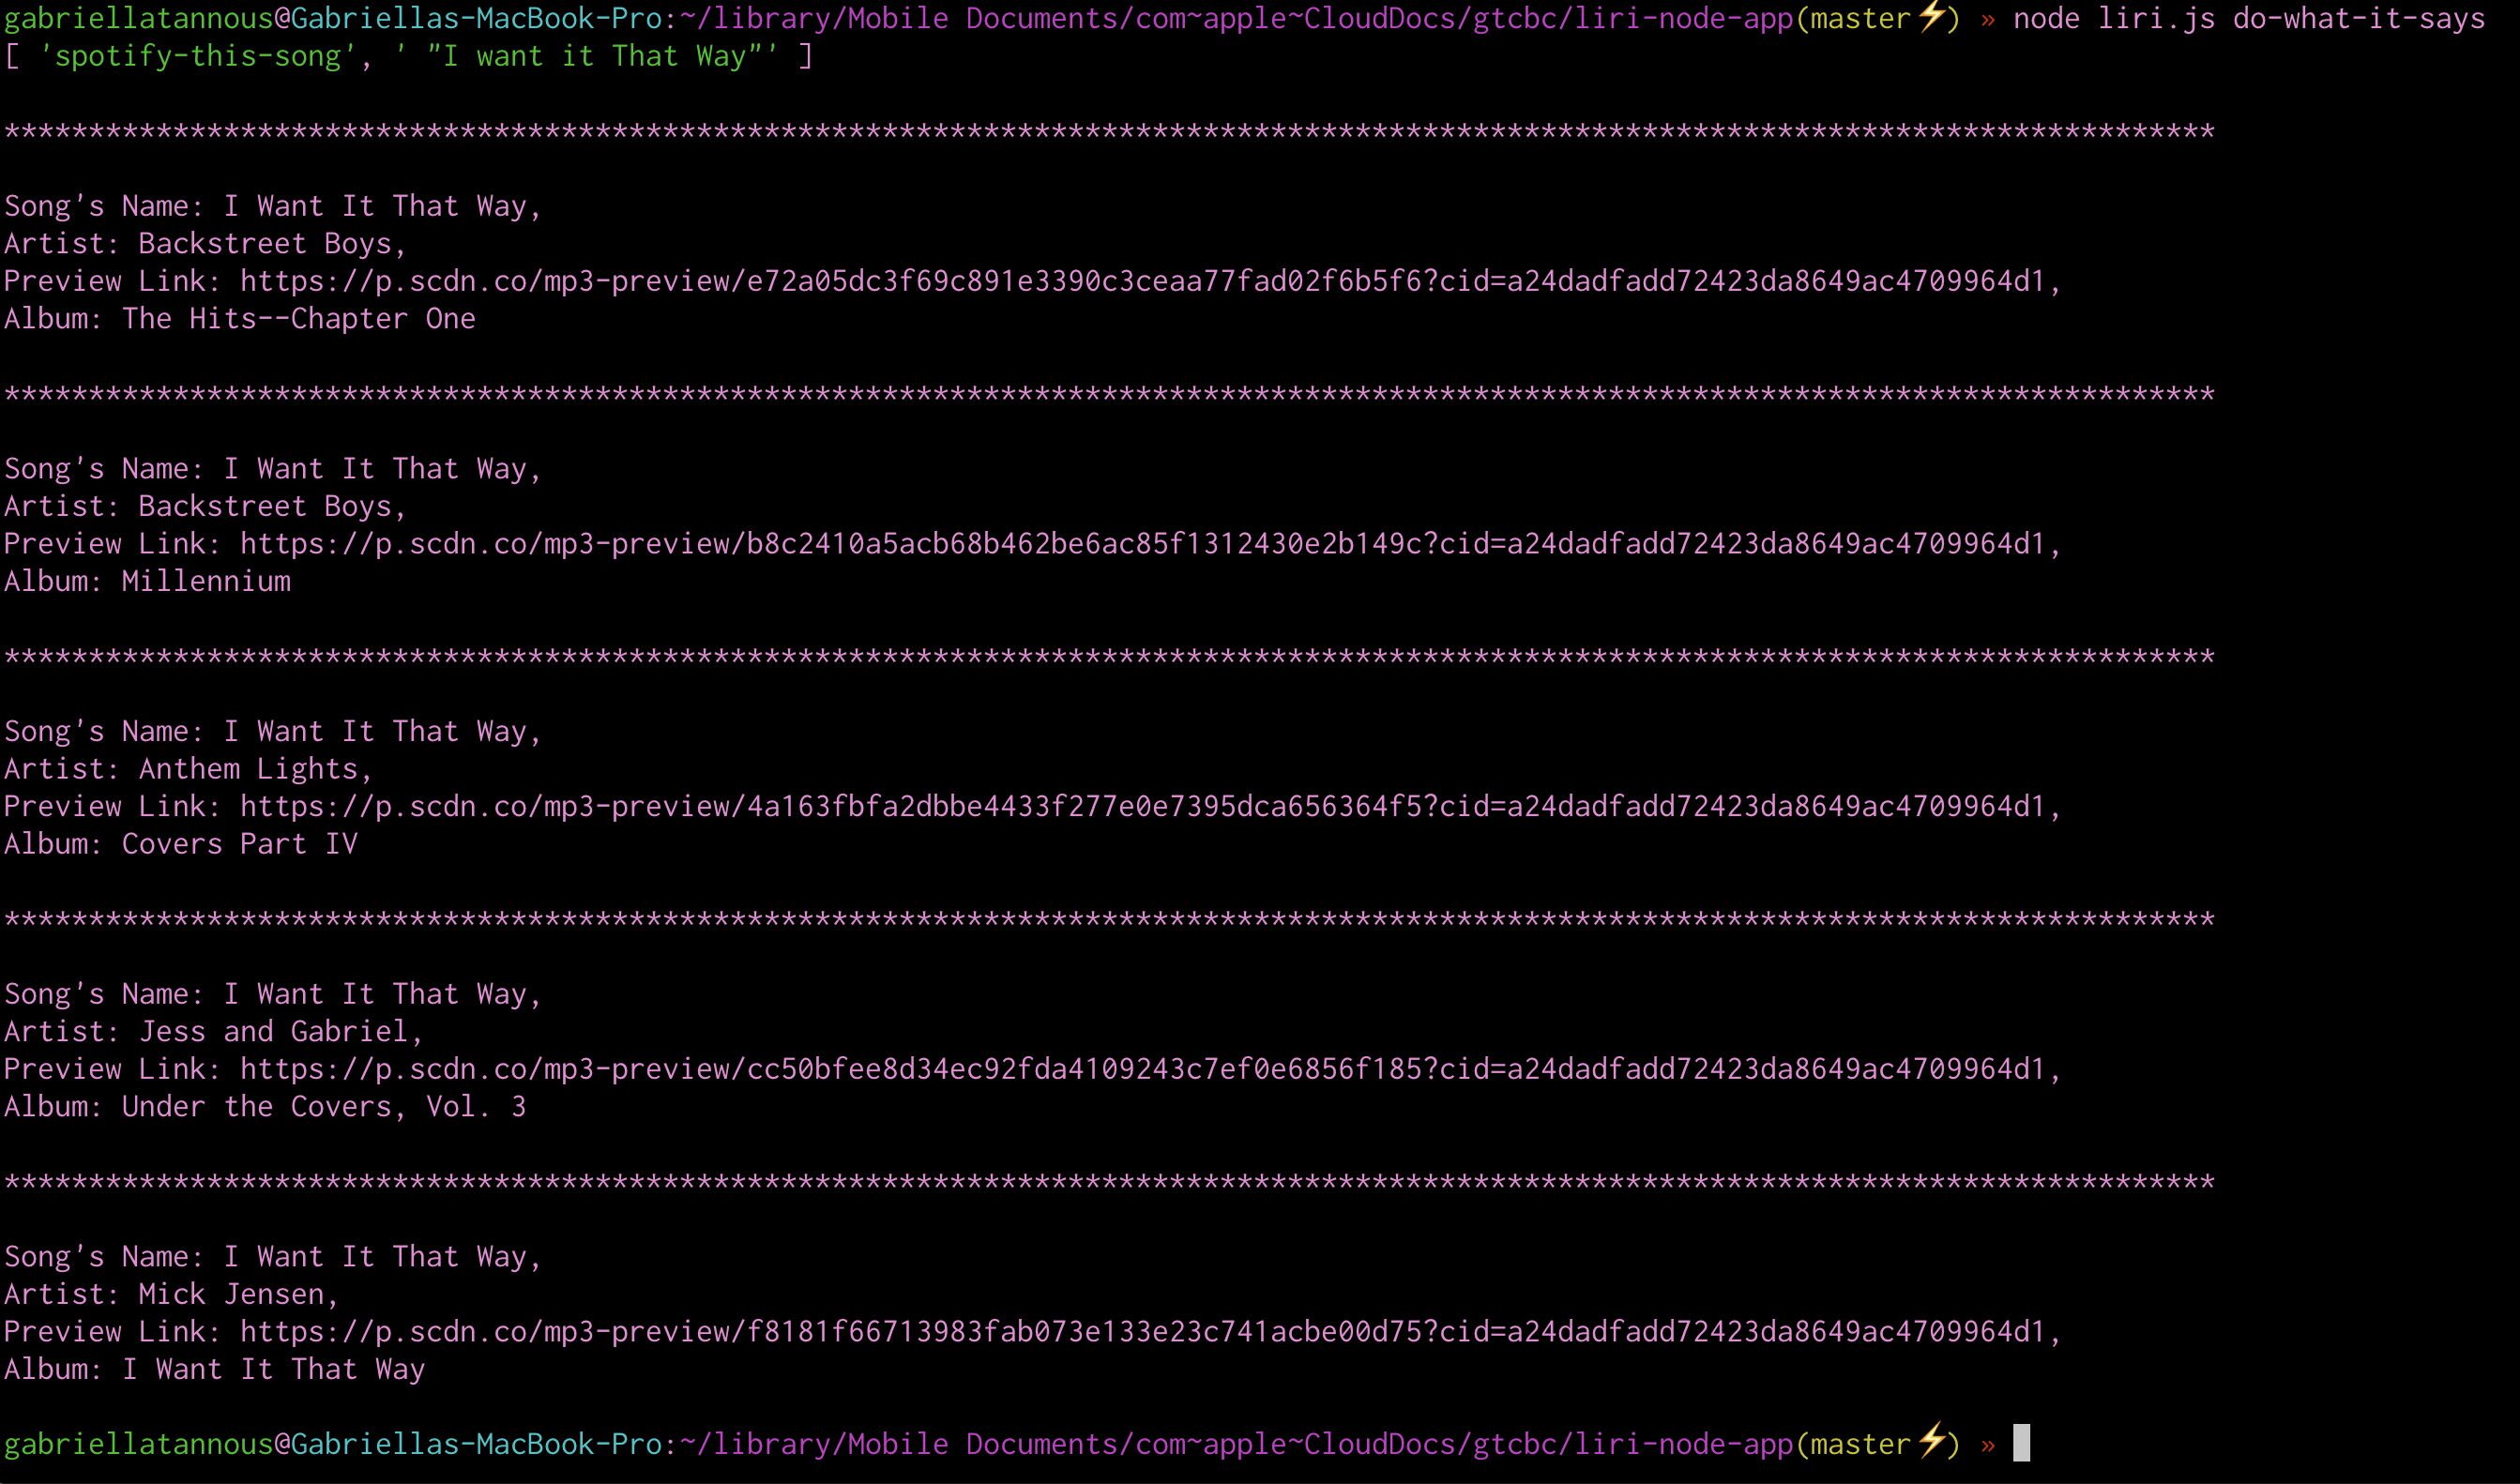 gabriellatannous@Gabriellas-MacBook-Pro:~/library/Mobile Documents/com~apple~CloudDocs/gtcbc/liri-node-app(master⚡) » node liri.js do-what-it-says
[ 'spotify-this-song', ' "I want it That Way"' ]
***********************************************************************************************************************************
Song's Name: I Want It That Way,
Artist: Backstreet Boys,
Preview Link: https://p.scdn.co/mp3-preview/e72a05dc3f69c891e3390c3ceaa77fad02f6b5f6?cid=a24dadfadd72423da8649ac4709964d1,
Album: The Hits--Chapter One
***********************************************************************************************************************************
Song's Name: I Want It That Way,
Artist: Backstreet Boys,
Preview Link: https://p.scdn.co/mp3-preview/b8c2410a5acb68b462be6ac85f1312430e2b149c?cid=a24dadfadd72423da8649ac4709964d1,
Album: Millennium
***********************************************************************************************************************************
Song's Name: I Want It That Way,
Artist: Anthem Lights,
Preview Link: https://p.scdn.co/mp3-preview/4a163fbfa2dbbe4433f277e0e7395dca656364f5?cid=a24dadfadd72423da8649ac4709964d1,
Album: Covers Part IV
***********************************************************************************************************************************
Song's Name: I Want It That Way,
Artist: Jess and Gabriel,
Preview Link: https://p.scdn.co/mp3-preview/cc50bfee8d34ec92fda4109243c7ef0e6856f185?cid=a24dadfadd72423da8649ac4709964d1,
Album: Under the Covers, Vol. 3
***********************************************************************************************************************************
Song's Name: I Want It That Way,
Artist: Mick Jensen,
Preview Link: https://p.scdn.co/mp3-preview/f8181f66713983fab073e133e23c741acbe00d75?cid=a24dadfadd72423da8649ac4709964d1,
Album: I Want It That Way
gabriellatannous@Gabriellas-MacBook-Pro:~/library/Mobile Documents/com~apple~CloudDocs/gtcbc/liri-node-app(master⚡) »